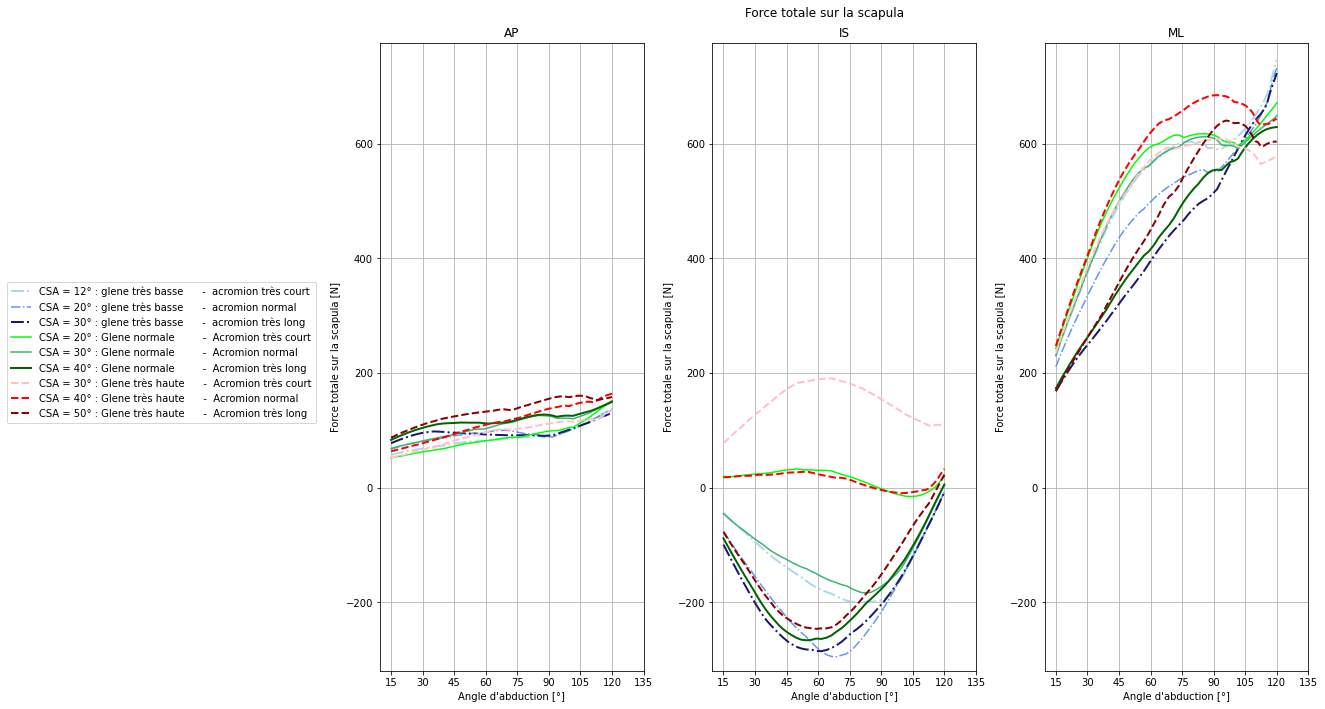 Force totale sur la scapula
CSA = 12° : glene très basse - acromion très court
CSA = 20° : glene très basse - acromion normal
CSA = 30° : glene très basse - acromion très long
CSA = 20° : Glene normale - Acromion très court
CSA = 30° : Glene normale - Acromion normal
CSA = 40° : Glene normale - Acromion très long
CSA = 30° : Glene très haute - Acromion très court
CSA = 40° : Glene très haute - Acromion normal
CSA = 50° : Glene très haute - Acromion très long
AP
Force totale sur la scapula [N]
600
400
200
0
−200
15 30 45 60 75 90 105 120 135
Angle d'abduction [°]
IS
Force totale sur la scapula [N]
600
400
200
0
−200
15 30 45 60 75 90 105 120 135
Angle d'abduction [°]
ML
Force totale sur la scapula [N]
600
400
200
0
−200
15 30 45 60 75 90 105 120 135
Angle d'abduction [°]